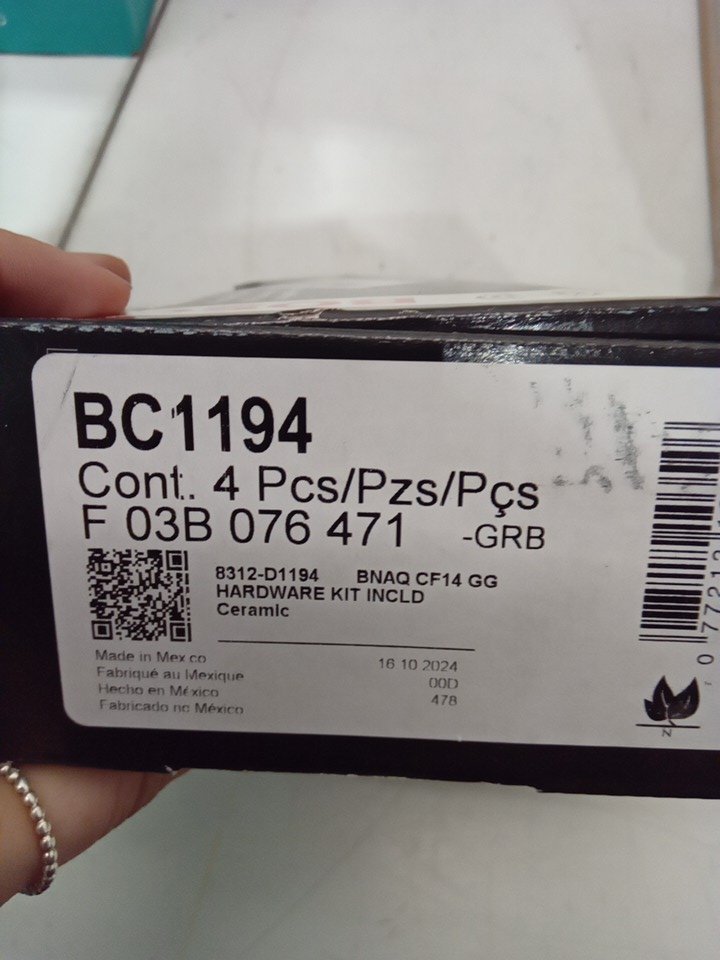 BC1194
Cont. 4 Pcs/Pzs/Pçs
F 03B 076 471 -GRB
8312-D1194 BNAQ CF14 GG
HARDWARE KIT INCLD
Ceramic
Made in Mexico
Fabriqué au Mexique
Hecho en México
Fabricado no México
16 10 2024
00D
478
N